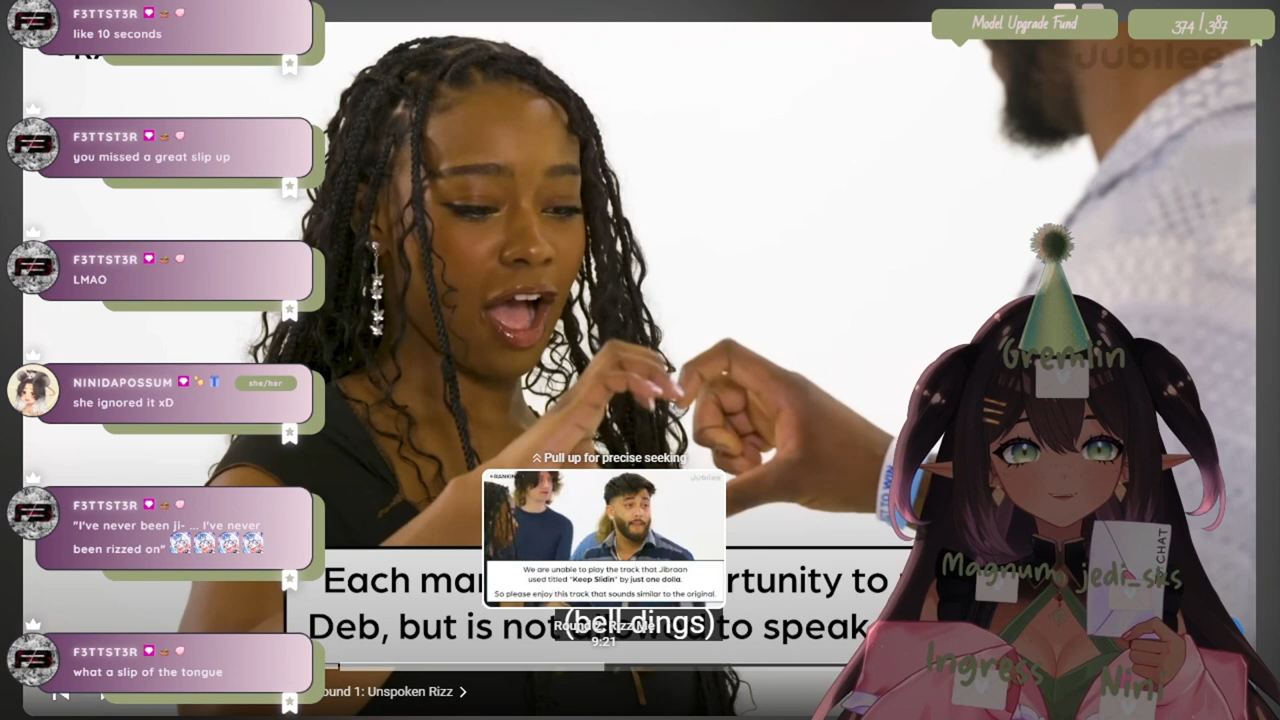 F3TTST3R
like 10 seconds
F3TTST3R
you missed a great slip up
F3TTST3R
LMAO
NINIDAPOSSUM she/her
she ignored it xD
F3TTST3R
"I've never been ji- ... I've never
been rizzed on"
F3TTST3R
what a slip of the tongue
Model Upgrade Fund
374 / 387
Jubilee
Pull up for precise seeking
We are unable to play the track that Jibraan
used titled "Keep Slidin" by just one dolla.
So please enjoy this track that sounds similar to the original.
Each
to
Deb, but is not to speak
(bell dings)
Round 2: Rizz Me
9:21
ound 1: Unspoken Rizz
Gremlin
CHAT
Magnum
jedi_sks
Ingress
Nini